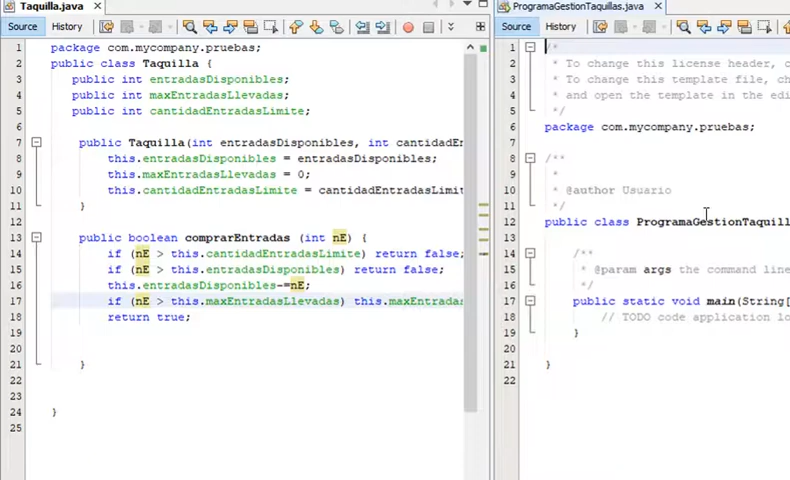 Taquilla.java
Source History
1 package com.mycompany.pruebas;
2 public class Taquilla {
3 public int entradasDisponibles;
4 public int maxEntradasLlevadas;
5 public int cantidadEntradasLimite;
6
7 public Taquilla(int entradasDisponibles, int cantidadEn
8 this.entradasDisponibles = entradasDisponibles;
9 this.maxEntradasLlevadas = 0;
10 this.cantidadEntradasLimite = cantidadEntradasLimit
11 }
12
13 public boolean comprarEntradas (int nE) {
14 if (nE > this.cantidadEntradasLimite) return false;
15 if (nE > this.entradasDisponibles) return false;
16 this.entradasDisponibles-=nE;
17 if (nE > this.maxEntradasLlevadas) this.maxEntradas
18 return true;
19
20
21 }
22
23
24 }
25
ProgramaGestionTaquillas.java
Source History
1 /*
2 * To change this license header, c
3 * To change this template file, ch
4 * and open the template in the edi
5 */
6 package com.mycompany.pruebas;
7
8 /**
9 *
10 * @author Usuario
11 */
12 public class ProgramaGestionTaquill
13
14 /**
15 * @param args the command line
16 */
17 public static void main(String[
18 // TODO code application lo
19 }
20
21 }
22